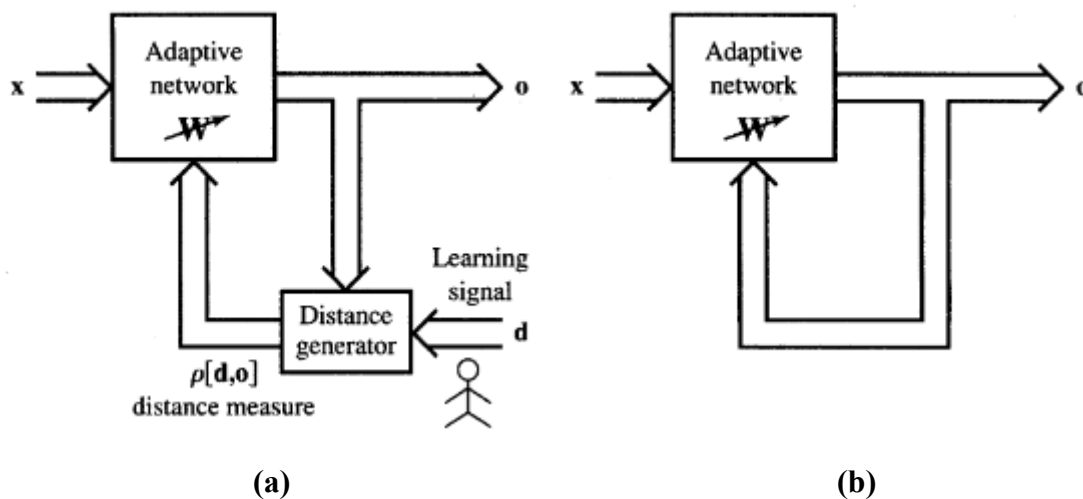 Adaptive
network
W
x
o
Learning
signal
Distance
generator
d
ρ[d,o]
distance measure
(a)
Adaptive
network
W
x
(b)